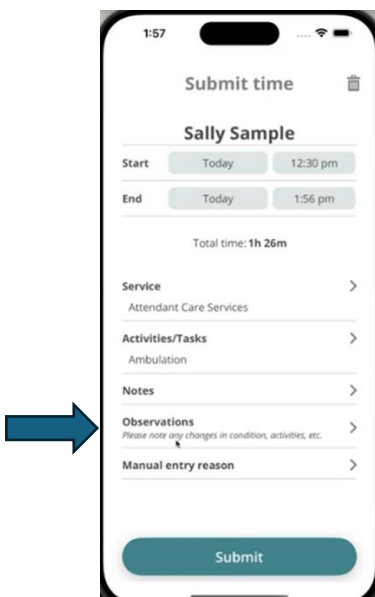 1:57
Submit time
Sally Sample
Start Today 12:30 pm
End Today 1:56 pm
Total time: 1h 26m
Service
Attendant Care Services
Activities/Tasks
Ambulation
Notes
Observations
Please note any changes in condition, activities, etc.
Manual entry reason
Submit